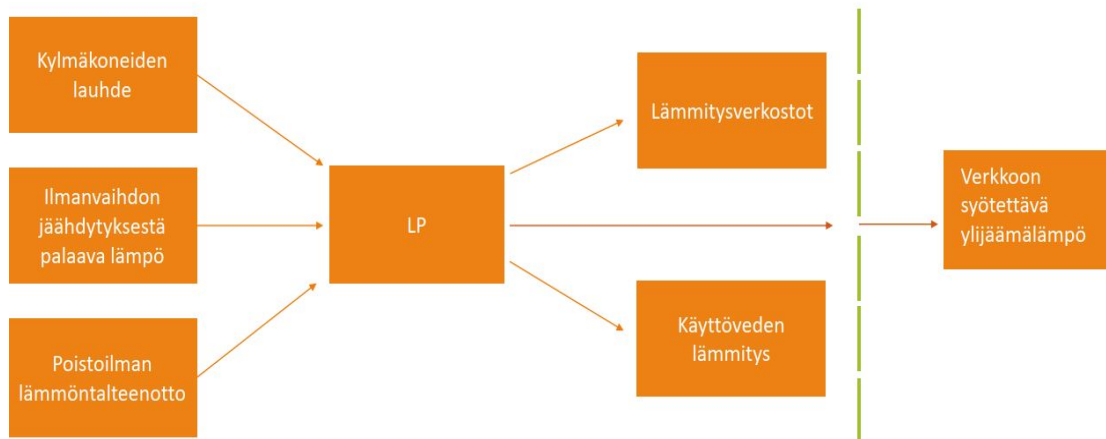 Kylmäkoneiden
lauhde
Ilmanvaihdon
jäähdytyksestä
palaava lämpö
Poistoilman
lämmöntalteenotto
LP
Lämmitysverkostot
Käyttöveden
lämmitys
Verkkoon
syötettävä
ylijäämälämpö